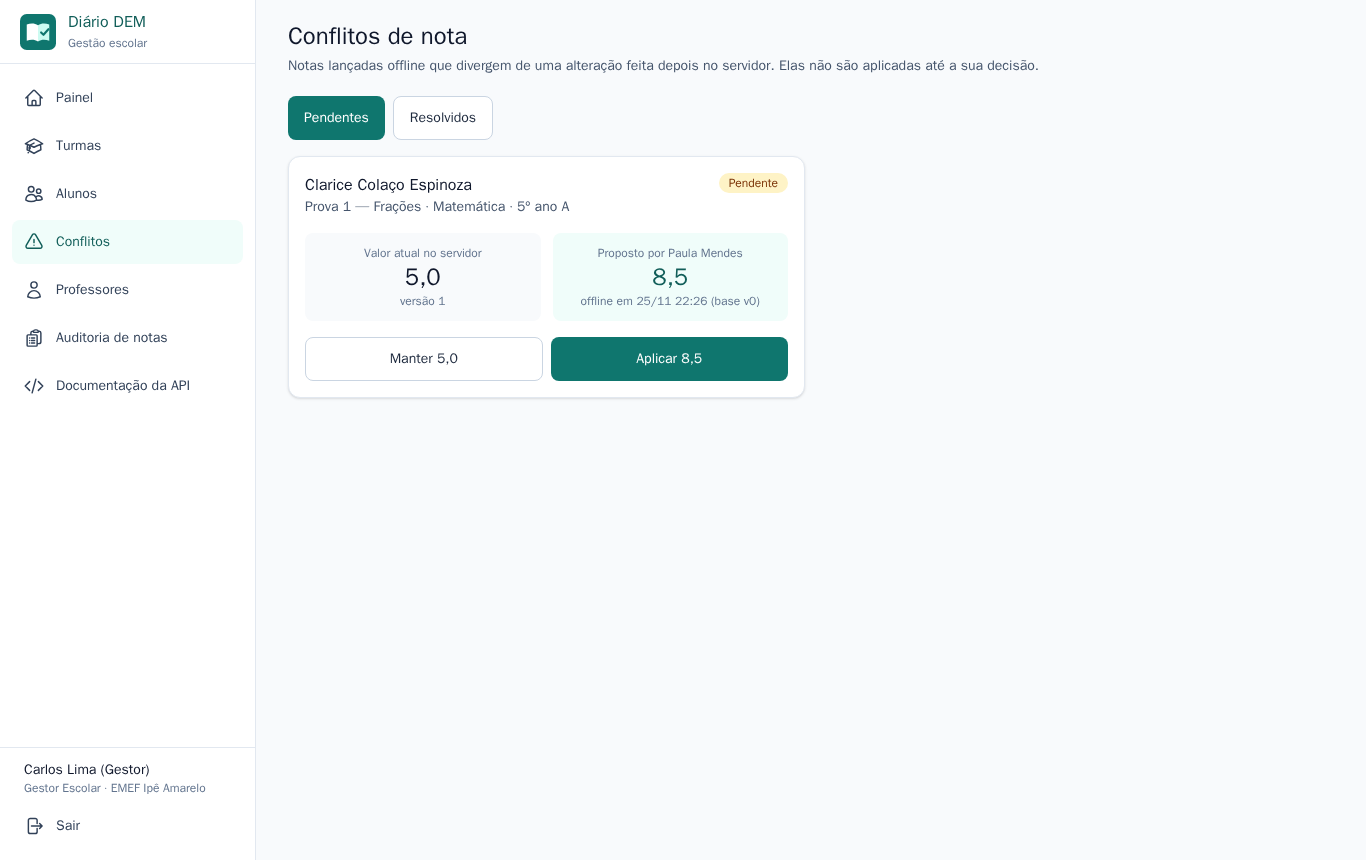 Diário DEM
Gestão escolar
Painel
Turmas
Alunos
Conflitos
Professores
Auditoria de notas
Documentação da API
Carlos Lima (Gestor)
Gestor Escolar · EMEF Ipê Amarelo
Sair
Conflitos de nota
Notas lançadas offline que divergem de uma alteração feita depois no servidor. Elas não são aplicadas até a sua decisão.
Pendentes
Resolvidos
Clarice Colaço Espinoza
Pendente
Prova 1 — Frações · Matemática · 5º ano A
Valor atual no servidor
5,0
versão 1
Proposto por Paula Mendes
8,5
offline em 25/11 22:26 (base v0)
Manter 5,0
Aplicar 8,5